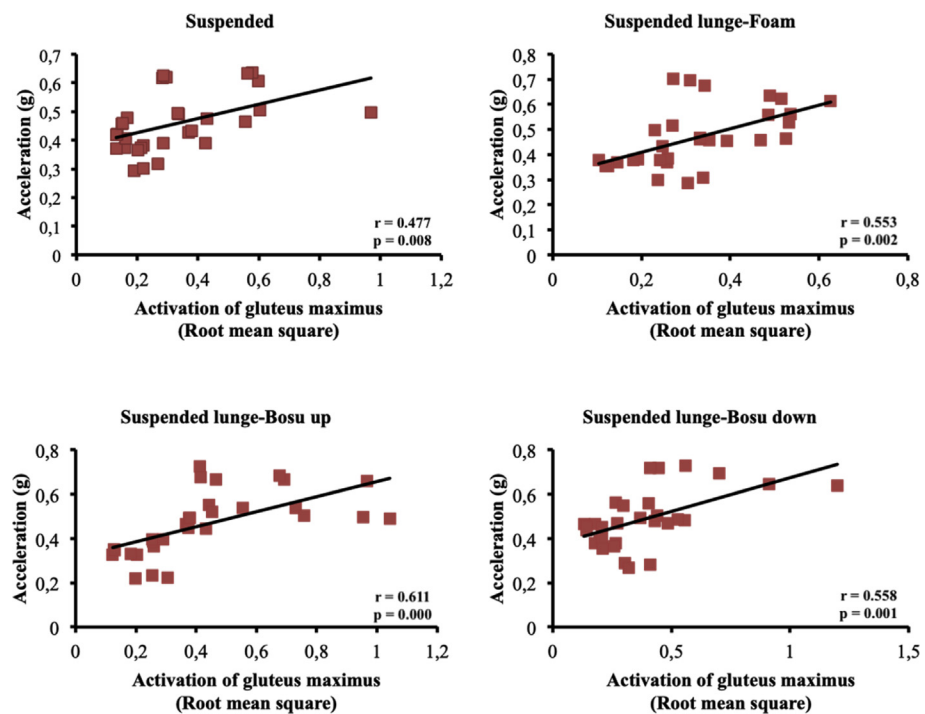 Suspended
0,7
0,6
0,5
0,4
0,3
0,2
0,1
0
Acceleration (g)
r = 0.477
p = 0.008
0 0,2 0,4 0,6 0,8 1 1,2
Activation of gluteus maximus
(Root mean square)
Suspended lunge-Foam
0,8
0,7
0,6
0,5
0,4
0,3
0,2
0,1
0
Acceleration (g)
r = 0.553
p = 0.002
0 0,2 0,4 0,6 0,8
Activation of gluteus maximus
(Root mean square)
Suspended lunge-Bosu up
0,8
0,6
0,4
0,2
0
Acceleration (g)
r = 0.611
p = 0.000
0 0,2 0,4 0,6 0,8 1 1,2
Activation of gluteus maximus
(Root mean square)
Suspended lunge-Bosu down
0,8
0,6
0,4
0,2
0
Acceleration (g)
r = 0.558
p = 0.001
0 0,5 1 1,5
Activation of gluteus maximus
(Root mean square)